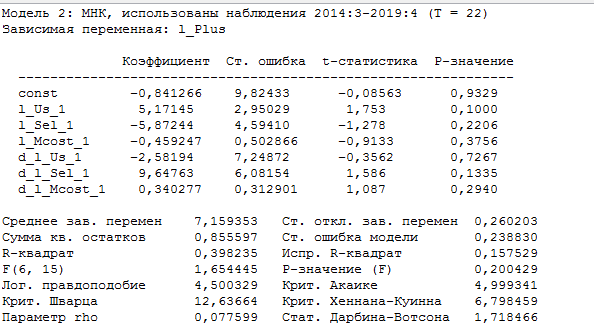 Модель 2: МНК, использованы наблюдения 2014:3-2019:4 (T = 22)
Зависимая переменная: l_Plus
Коэффициент Ст. ошибка t-статистика P-значение
---------------------------------------------------------------
const −0,841266 9,82433 −0,08563 0,9329
l_Us_1 5,17145 2,95029 1,753 0,1000
l_Sel_1 −5,87244 4,59410 −1,278 0,2206
l_Mcost_1 −0,459247 0,502866 −0,9133 0,3756
d_l_Us_1 −2,58194 7,24872 −0,3562 0,7267
d_l_Sel_1 9,64763 6,08154 1,586 0,1335
d_l_Mcost_1 0,340277 0,312901 1,087 0,2940
Среднее зав. перемен 7,159353 Ст. откл. зав. перемен 0,260203
Сумма кв. остатков 0,855597 Ст. ошибка модели 0,238830
R-квадрат 0,398235 Испр. R-квадрат 0,157529
F(6, 15) 1,654445 P-значение (F) 0,200429
Лог. правдоподобие 4,500329 Крит. Акаике 4,999341
Крит. Шварца 12,63664 Крит. Хеннана-Куинна 6,798459
Параметр rho 0,077599 Стат. Дарбина-Вотсона 1,718466